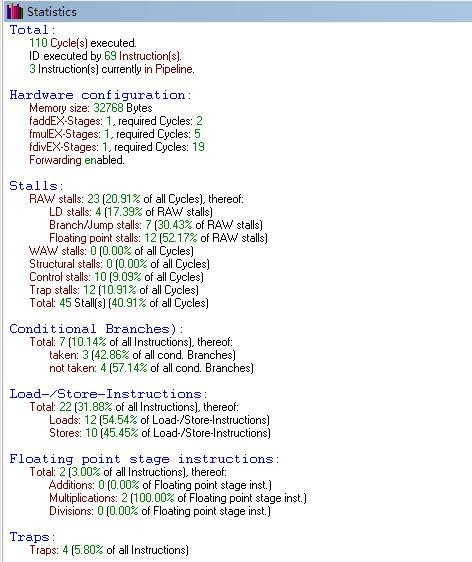 Statistics
Total:
110 Cycle(s) executed.
ID executed by 69 Instruction(s).
3 Instruction(s) currently in Pipeline.
Hardware configuration:
Memory size: 32768 Bytes
faddEX-Stages: 1, required Cycles: 2
fmulEX-Stages: 1, required Cycles: 5
fdivEX-Stages: 1, required Cycles: 19
Forwarding enabled.
Stalls:
RAW stalls: 23 (20.91% of all Cycles), thereof:
LD stalls: 4 (17.39% of RAW stalls)
Branch/Jump stalls: 7 (30.43% of RAW stalls)
Floating point stalls: 12 (52.17% of RAW stalls)
WAW stalls: 0 (0.00% of all Cycles)
Structural stalls: 0 (0.00% of all Cycles)
Control stalls: 10 (9.09% of all Cycles)
Trap stalls: 12 (10.91% of all Cycles)
Total: 45 Stall(s) (40.91% of all Cycles)
Conditional Branches):
Total: 7 (10.14% of all Instructions), thereof:
taken: 3 (42.86% of all cond. Branches)
not taken: 4 (57.14% of all cond. Branches)
Load-/Store-Instructions:
Total: 22 (31.88% of all Instructions), thereof:
Loads: 12 (54.54% of Load-/Store-Instructions)
Stores: 10 (45.45% of Load-/Store-Instructions)
Floating point stage instructions:
Total: 2 (3.00% of all Instructions), thereof:
Additions: 0 (0.00% of Floating point stage inst.)
Multiplications: 2 (100.00% of Floating point stage inst.)
Divisions: 0 (0.00% of Floating point stage inst.)
Traps:
Traps: 4 (5.80% of all Instructions)